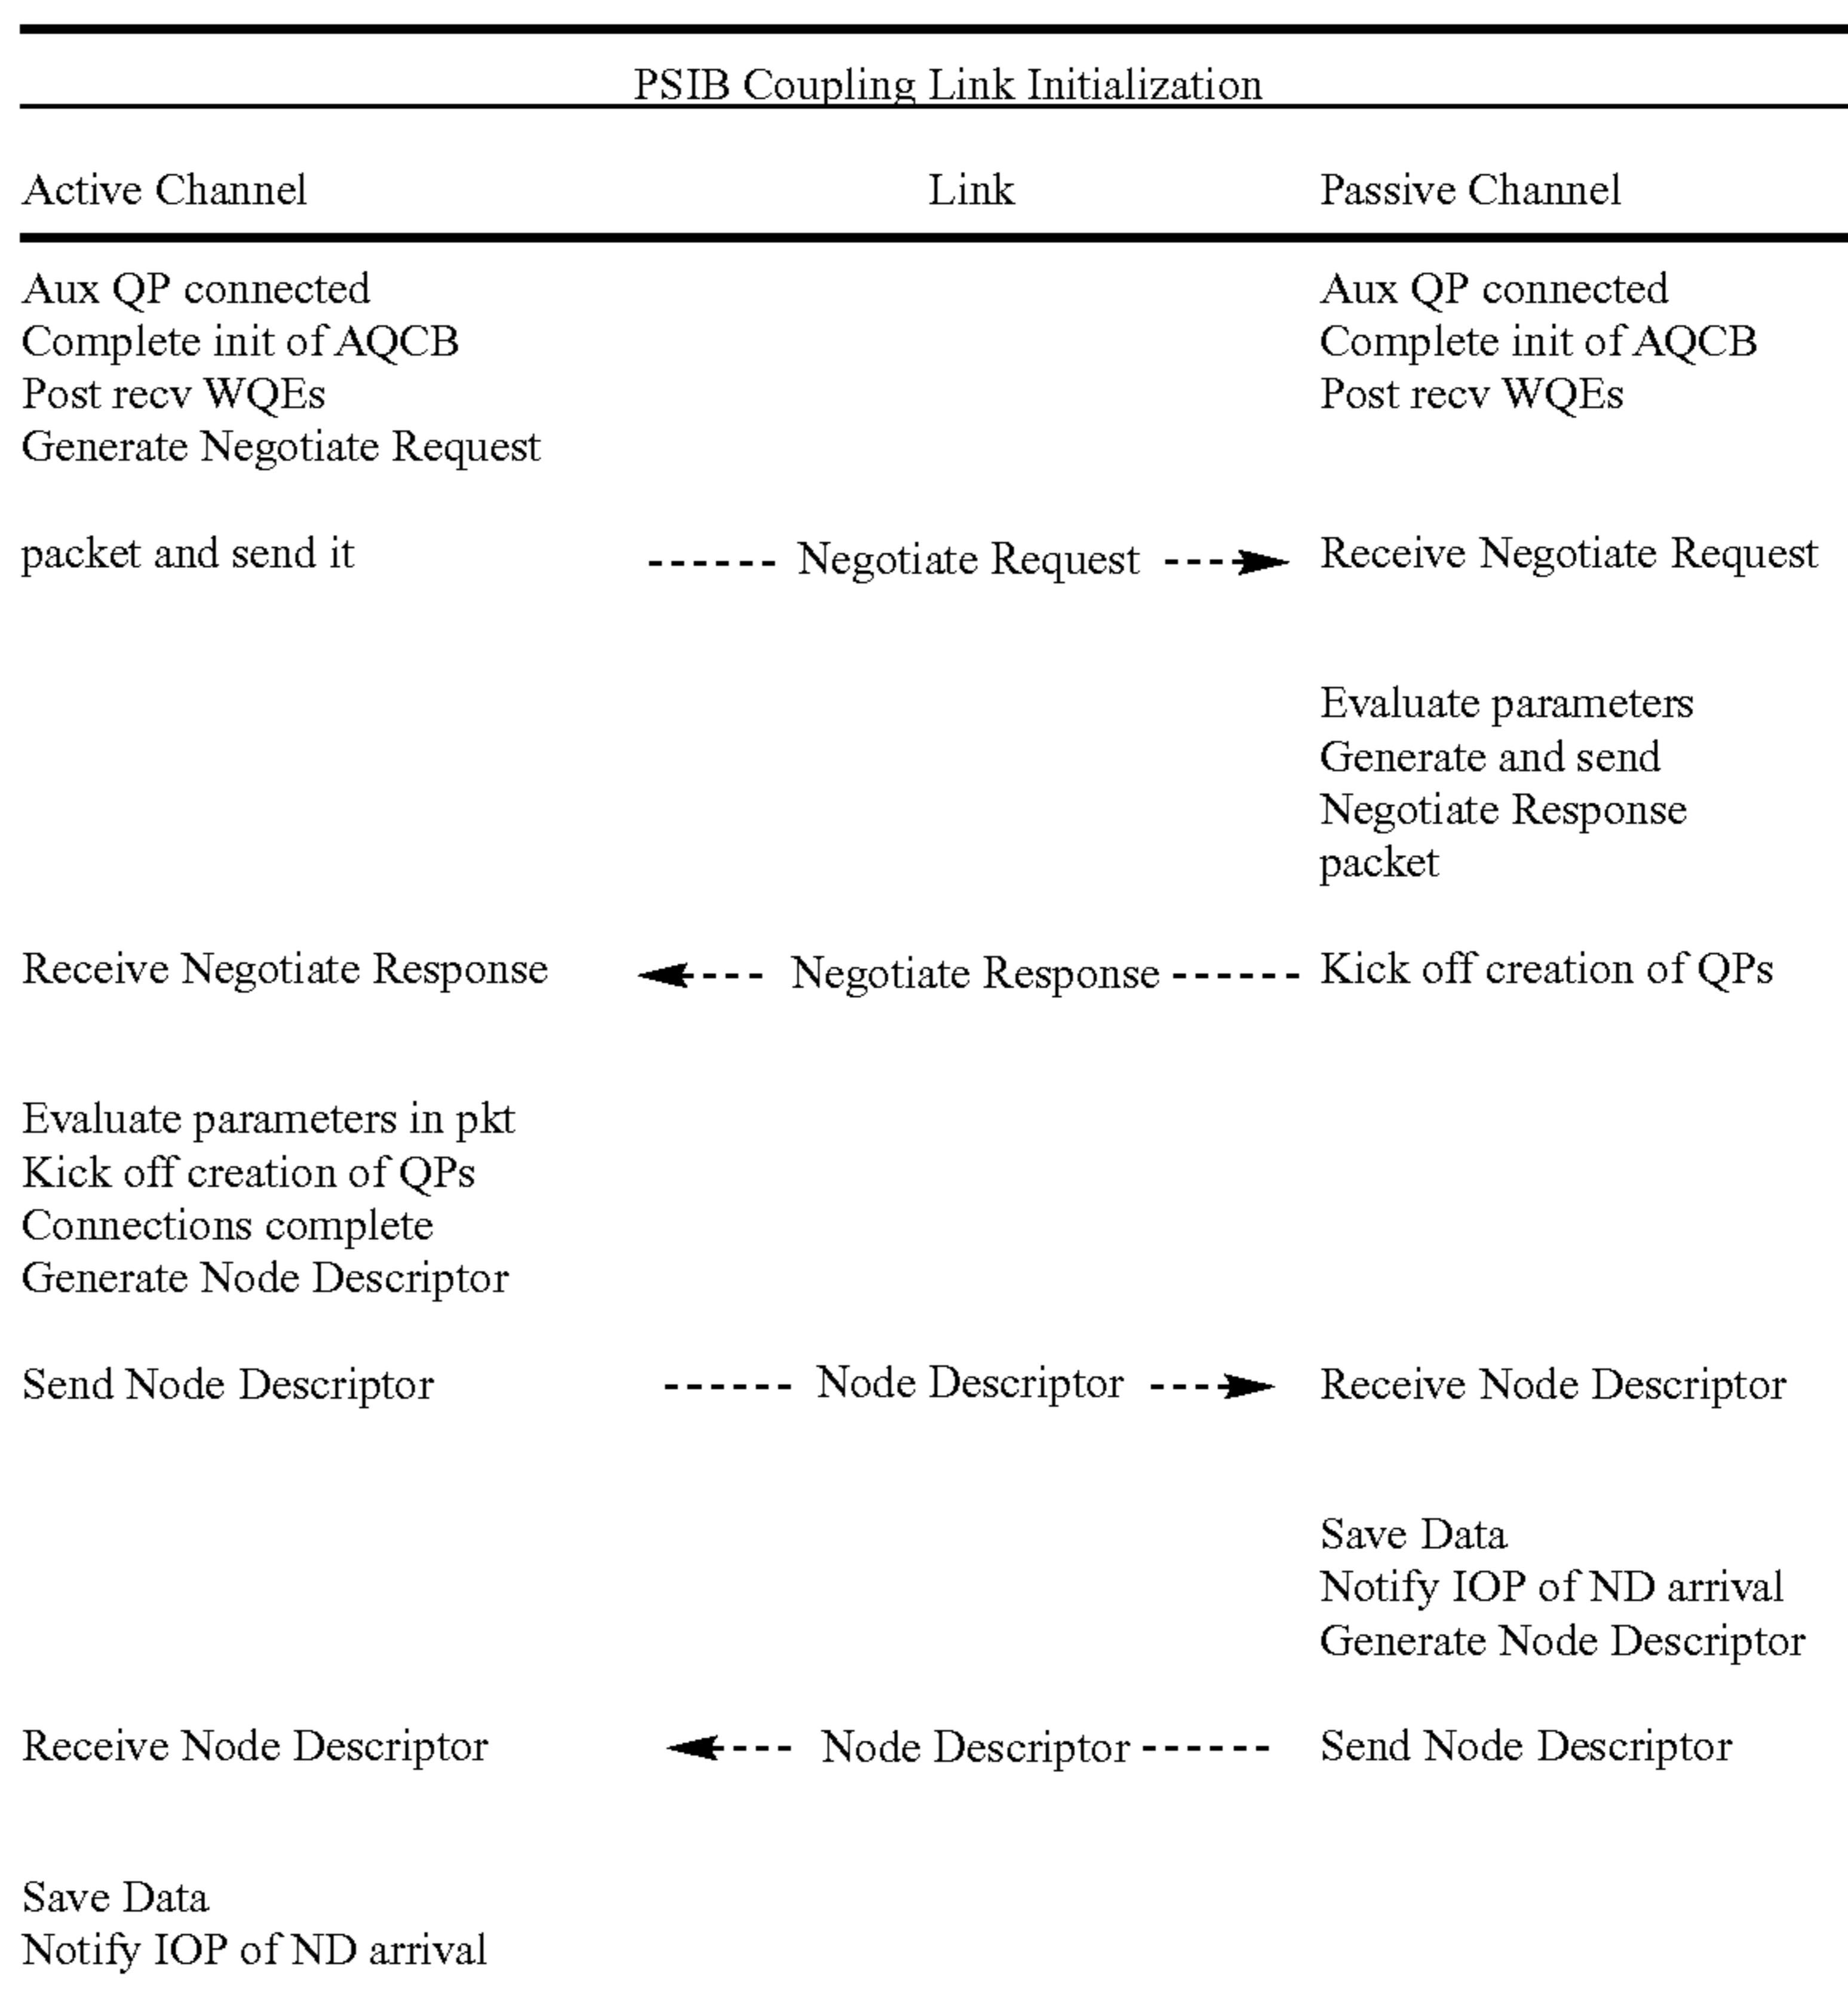 PSIB Coupling Link Initialization
Active Channel Link Passive Channel
Aux QP connected Aux QP connected
Complete init of AQCB Complete init of AQCB
Post recv WQEs Post recv WQEs
Generate Negotiate Request
packet and send it ------ Negotiate Request ---> Receive Negotiate Request
Evaluate parameters
Generate and send
Negotiate Response
packet
Receive Negotiate Response <---- Negotiate Response ------ Kick off creation of QPs
Evaluate parameters in pkt
Kick off creation of QPs
Connections complete
Generate Node Descriptor
Send Node Descriptor ------ Node Descriptor ---> Receive Node Descriptor
Save Data
Notify IOP of ND arrival
Generate Node Descriptor
Receive Node Descriptor <---- Node Descriptor ------ Send Node Descriptor
Save Data
Notify IOP of ND arrival